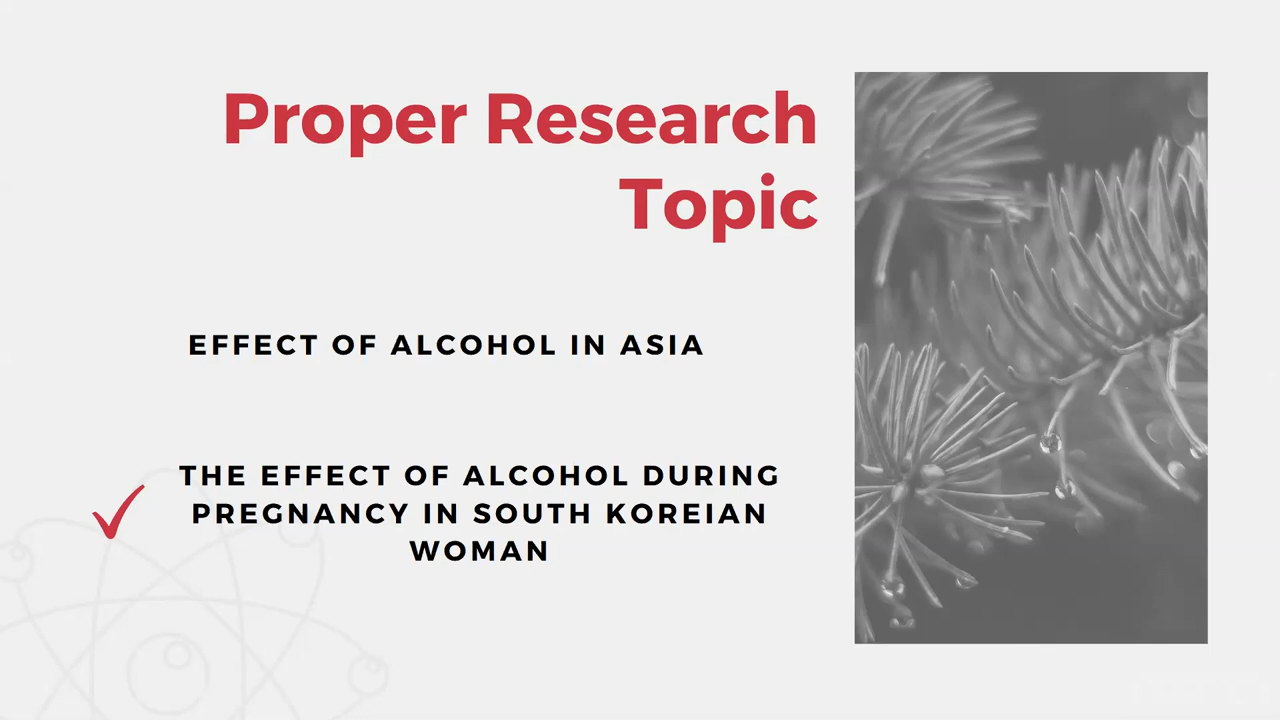 Proper Research
Topic
EFFECT OF ALCOHOL IN ASIA
THE EFFECT OF ALCOHOL DURING
PREGNANCY IN SOUTH KOREIAN
WOMAN